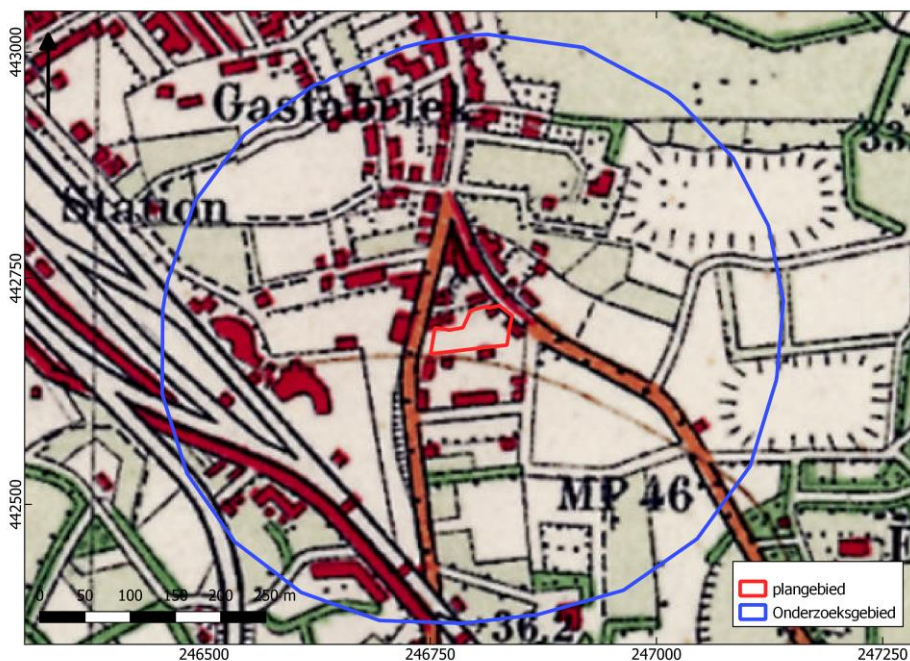 443000
Gasfabriek
33.
Station
442750
MP 46
442500
0 50 100 150 200 250 m
36.2
plangebied
Onderzoeksgebied
246500 246750 247000 247250